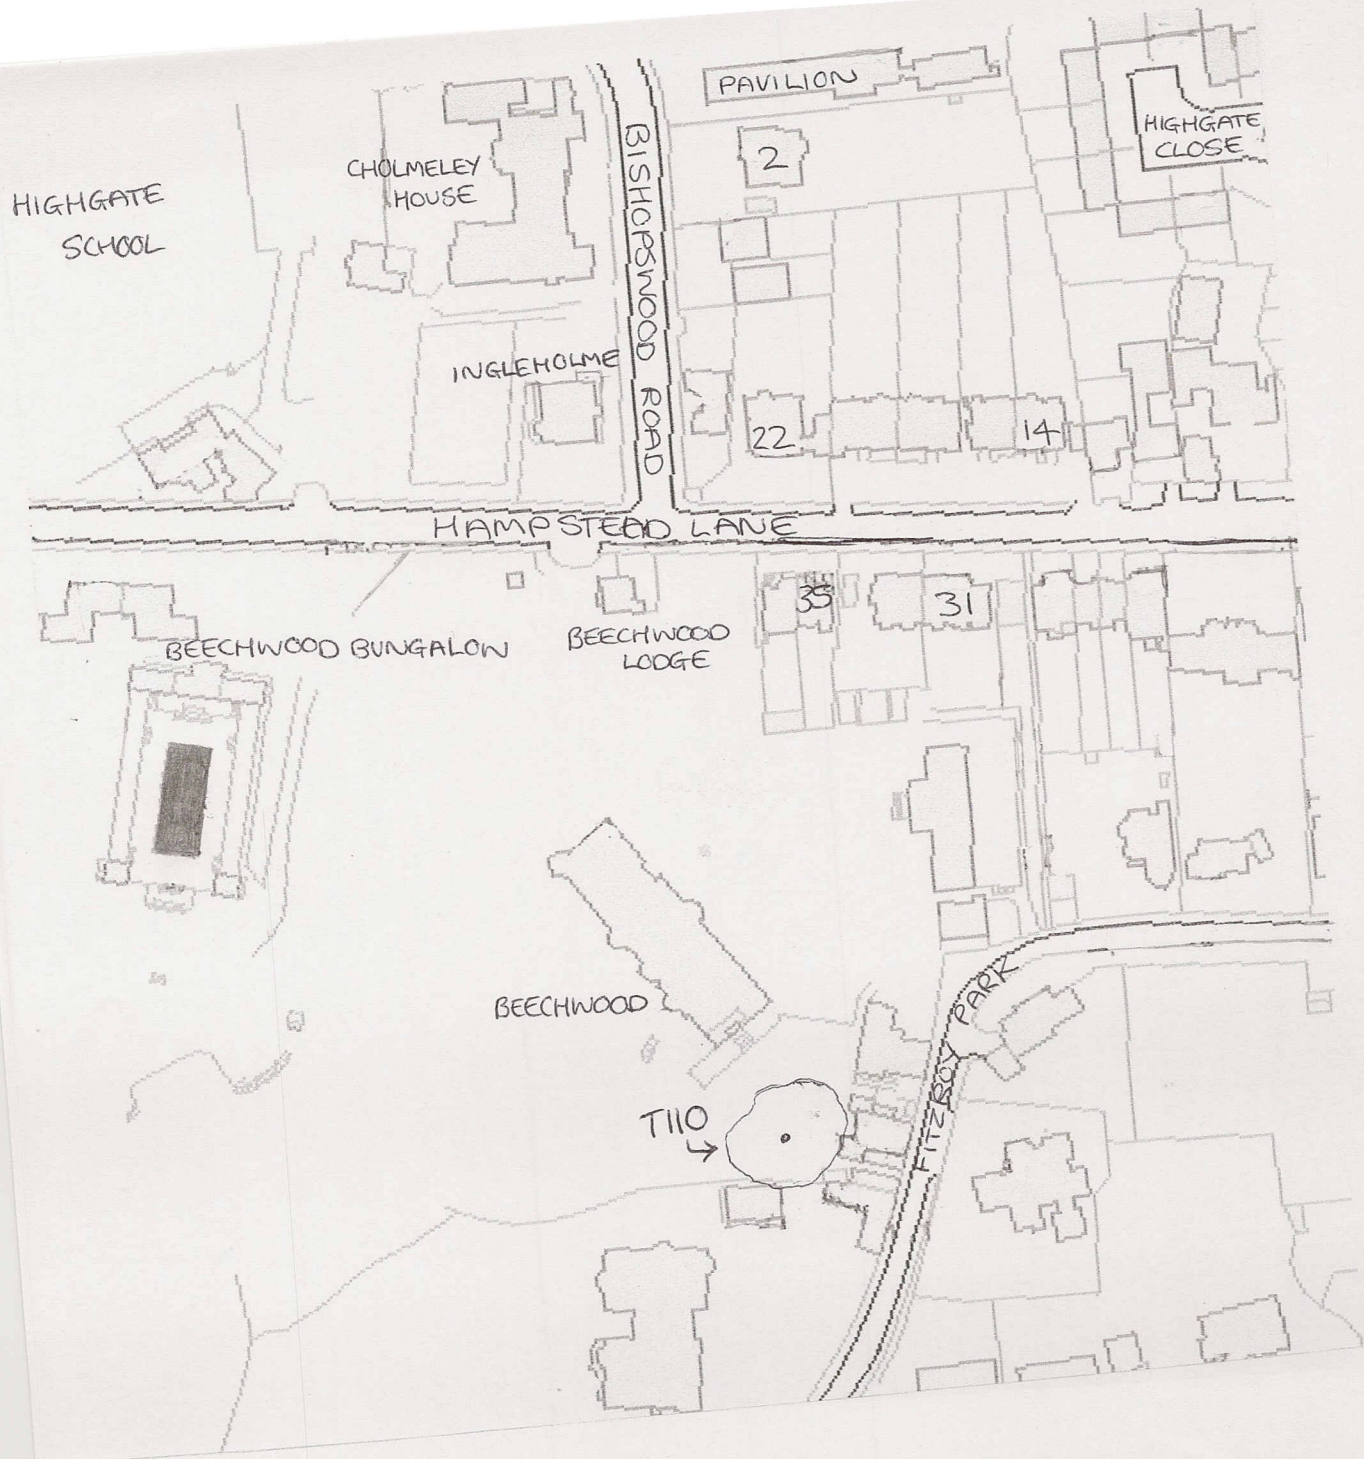 PAVILION
HIGHGATE
CLOSE
2
CHOLMELEY
HOUSE
HIGHGATE
SCHOOL
BISHOPSWOOD ROAD
INGLEHOLME
22
14
HAMPSTEAD LANE
35
31
BEECHWOOD BUNGALOW
BEECHWOOD
LODGE
BEECHWOOD
FITZROY PARK
T110